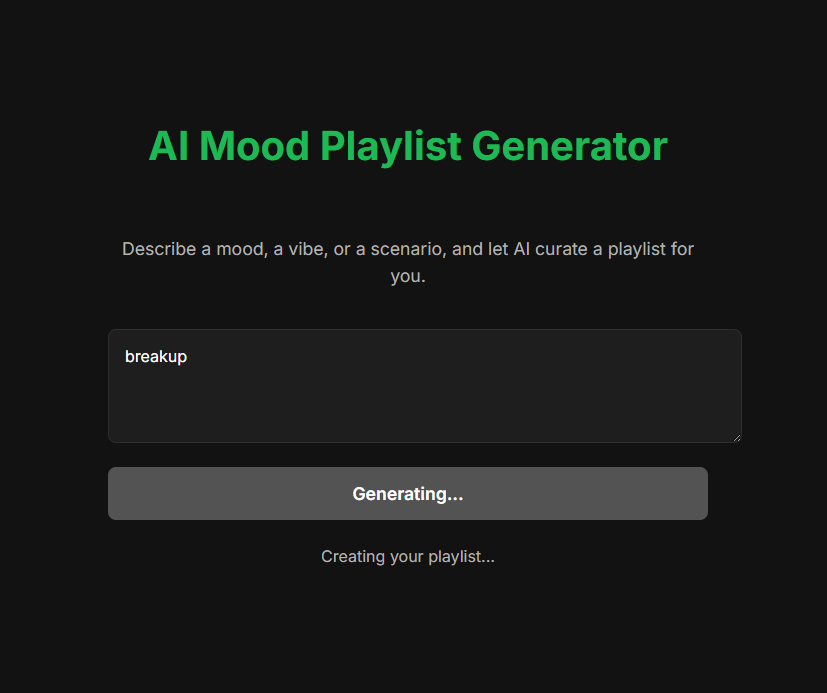 AI Mood Playlist Generator
Describe a mood, a vibe, or a scenario, and let AI curate a playlist for
you.
breakup
Generating...
Creating your playlist...